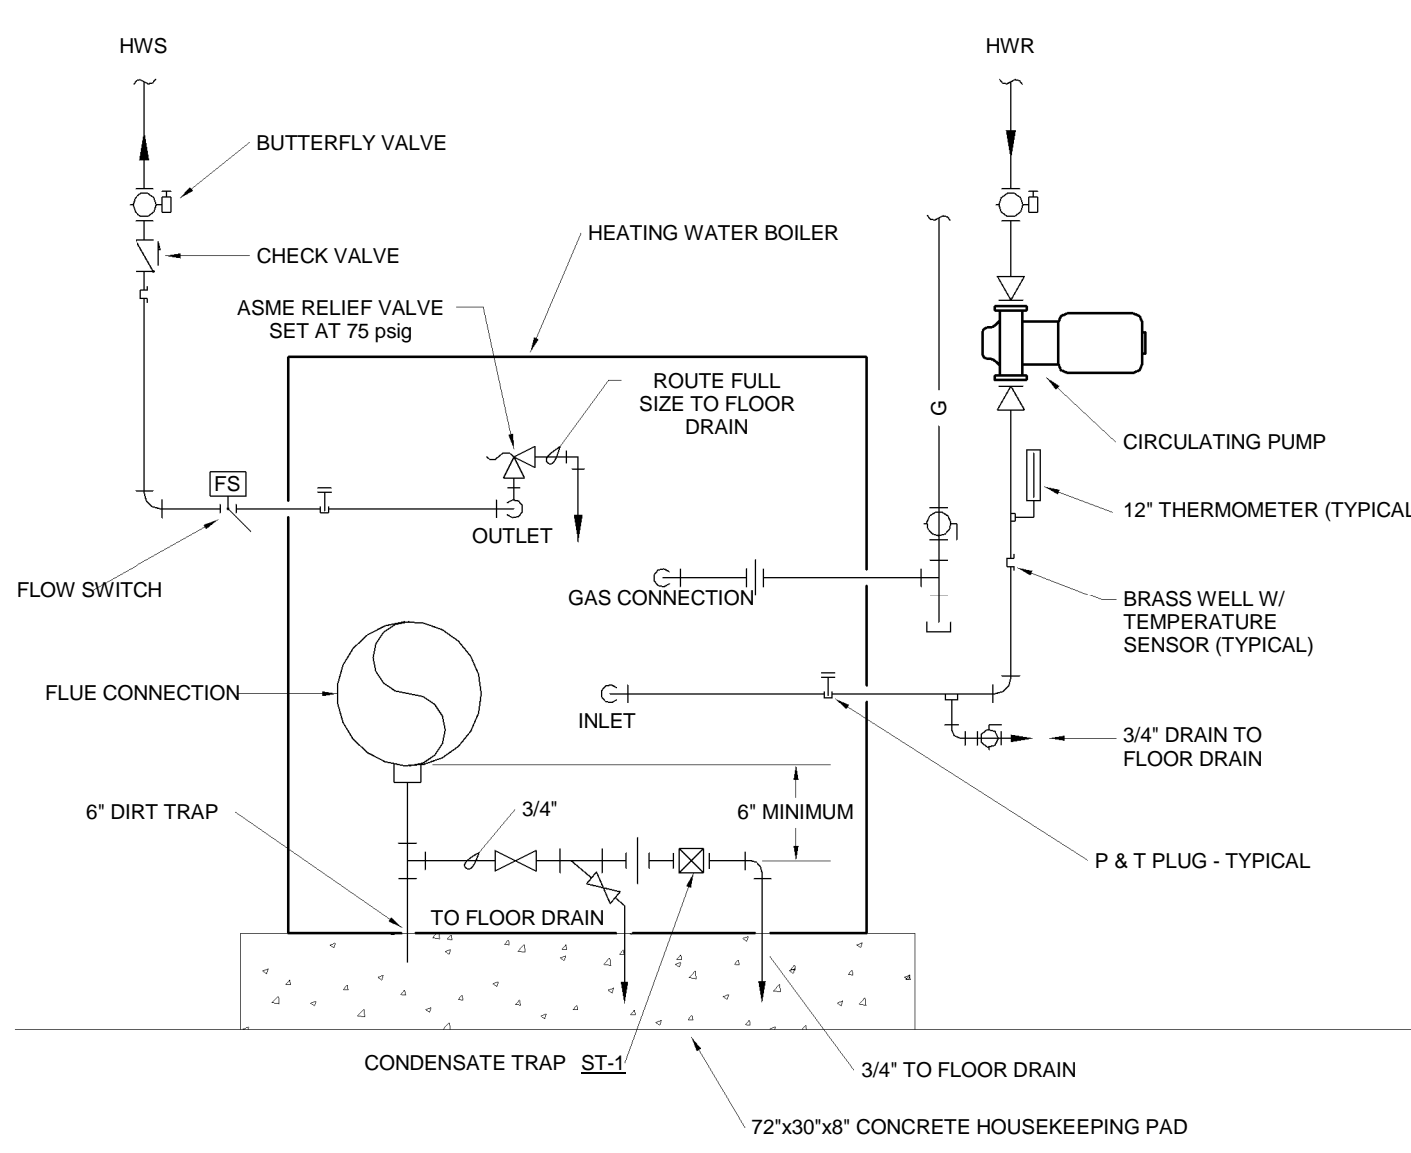 HWS
HWR
BUTTERFLY VALVE
HEATING WATER BOILER
CHECK VALVE
ASME RELIEF VALVE
SET AT 75 psig
ROUTE FULL
SIZE TO FLOOR
DRAIN
G
CIRCULATING PUMP
FS
12" THERMOMETER (TYPICAL
OUTLET
FLOW SWITCH
GAS CONNECTION
BRASS WELL W/
TEMPERATURE
SENSOR (TYPICAL)
FLUE CONNECTION
INLET
3/4" DRAIN TO
FLOOR DRAIN
6" DIRT TRAP
3/4"
6" MINIMUM
P & T PLUG - TYPICAL
TO FLOOR DRAIN
CONDENSATE TRAP ST-1
3/4" TO FLOOR DRAIN
72"x30"x8" CONCRETE HOUSEKEEPING PAD